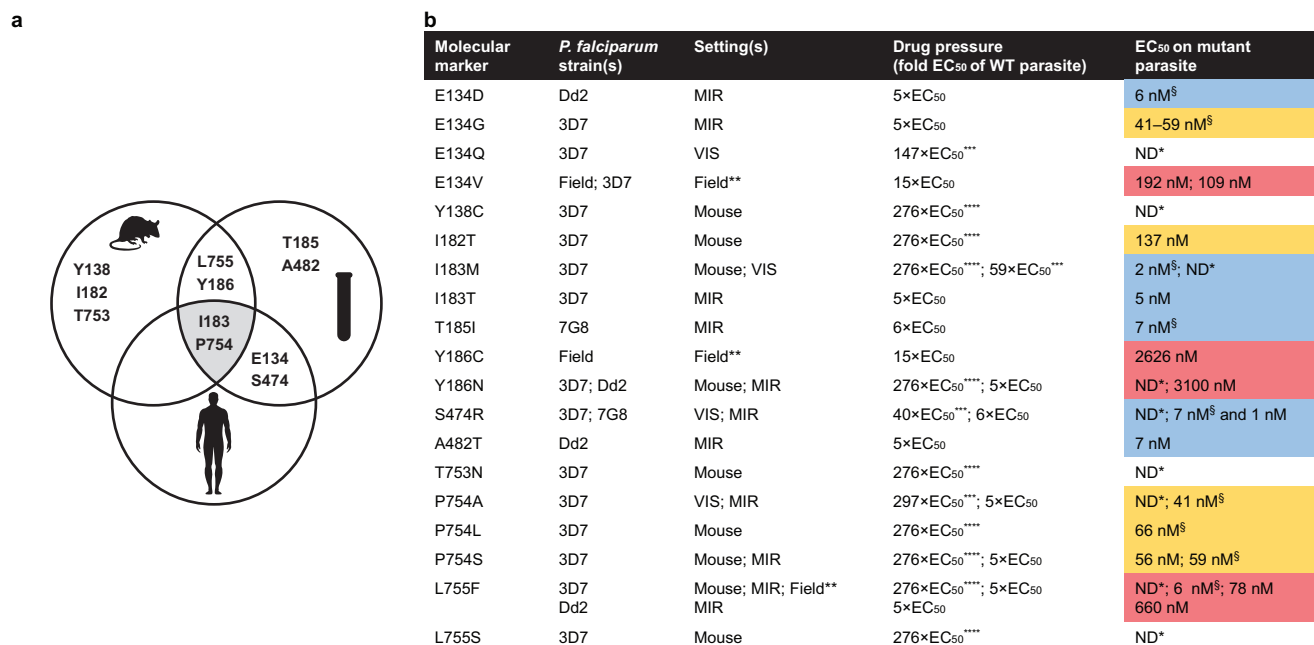 a
Y138
I182
T753
L755
Y186
T185
A482
I183
P754
E134
S474
b
Molecular marker P. falciparum strain(s) Setting(s) Drug pressure (fold EC50 of WT parasite) EC50 on mutant parasite
E134D Dd2 MIR 5×EC50 6 nM§
E134G 3D7 MIR 5×EC50 41–59 nM§
E134Q 3D7 VIS 147×EC50*** ND*
E134V Field; 3D7 Field** 15×EC50 192 nM; 109 nM
Y138C 3D7 Mouse 276×EC50**** ND*
I182T 3D7 Mouse 276×EC50**** 137 nM
I183M 3D7 Mouse; VIS 276×EC50****; 59×EC50*** 2 nM§; ND*
I183T 3D7 MIR 5×EC50 5 nM
T185I 7G8 MIR 6×EC50 7 nM§
Y186C Field Field** 15×EC50 2626 nM
Y186N 3D7; Dd2 Mouse; MIR 276×EC50****; 5×EC50 ND*; 3100 nM
S474R 3D7; 7G8 VIS; MIR 40×EC50***; 6×EC50 ND*; 7 nM§ and 1 nM
A482T Dd2 MIR 5×EC50 7 nM
T753N 3D7 Mouse 276×EC50**** ND*
P754A 3D7 VIS; MIR 297×EC50***; 5×EC50 ND*; 41 nM§
P754L 3D7 Mouse 276×EC50**** 66 nM§
P754S 3D7 Mouse; MIR 276×EC50****; 5×EC50 56 nM; 59 nM§
L755F 3D7 Mouse; MIR; Field** 276×EC50****; 5×EC50 ND*; 6 nM§; 78 nM
Dd2 MIR 5×EC50 660 nM
L755S 3D7 Mouse 276×EC50**** ND*